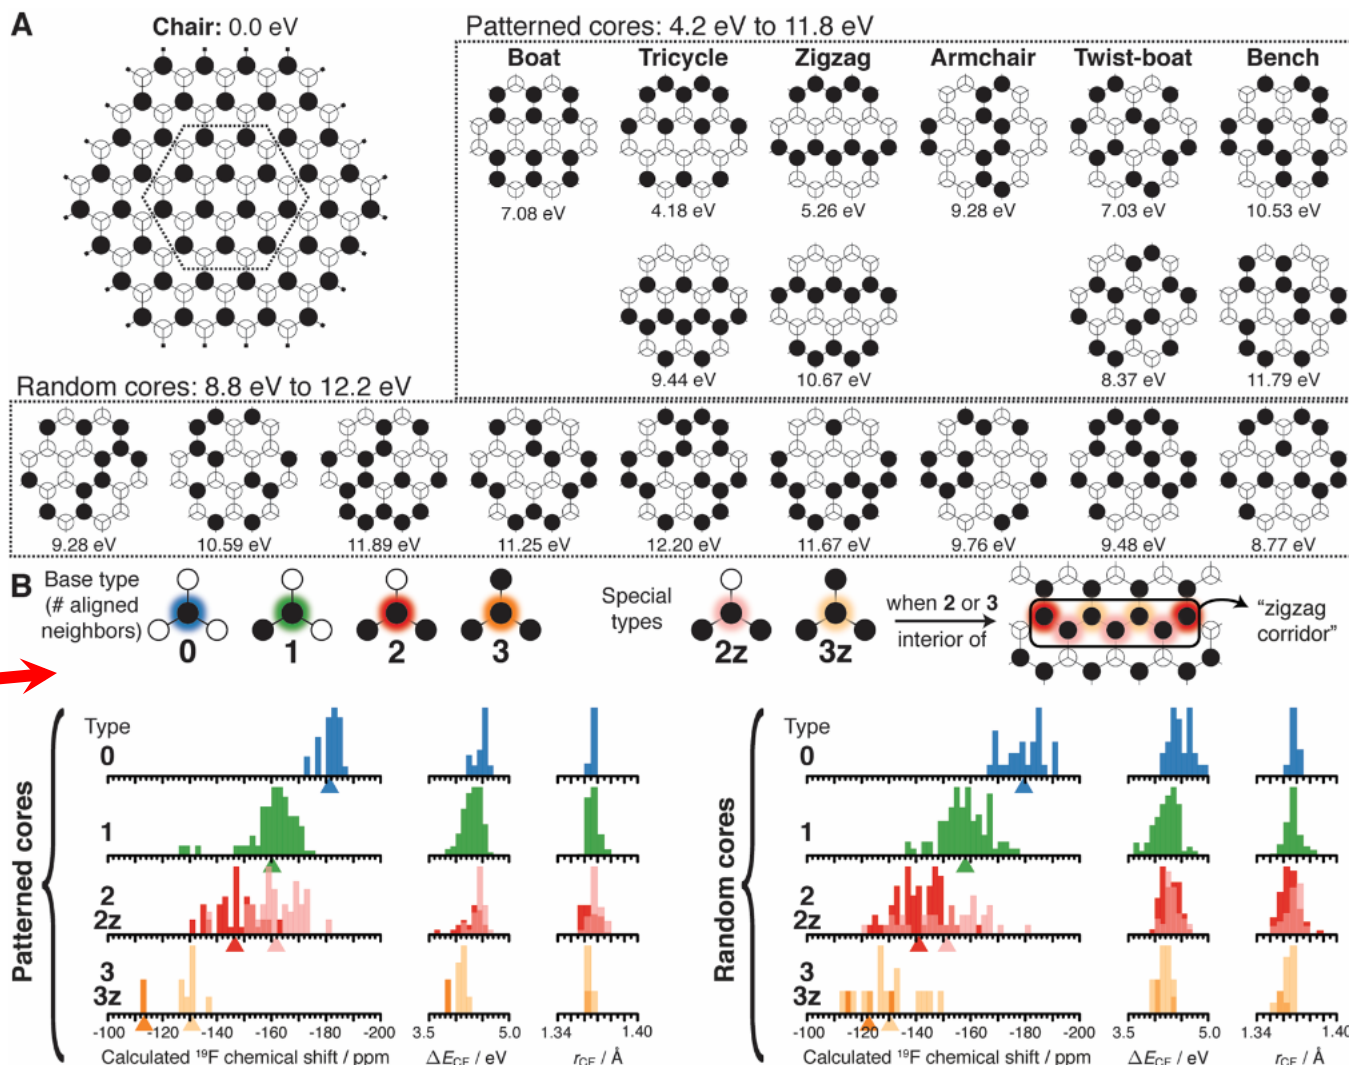 A
Chair: 0.0 eV
Patterned cores: 4.2 eV to 11.8 eV
Boat Tricycle Zigzag Armchair Twist-boat Bench
7.08 eV 4.18 eV 5.26 eV 9.28 eV 7.03 eV 10.53 eV
9.44 eV 10.67 eV 8.37 eV 11.79 eV
Random cores: 8.8 eV to 12.2 eV
9.28 eV 10.59 eV 11.89 eV 11.25 eV 12.20 eV 11.67 eV 9.76 eV 9.48 eV 8.77 eV
B
Base type
(# aligned
neighbors)
0 1 2 3
Special
types
2z 3z
when 2 or 3
interior of
"zigzag
corridor"
Patterned cores
Type
0
1
2
2z
3
3z
-100 -120 -140 -160 -180 -200
Calculated ¹⁹F chemical shift / ppm
3.5 5.0
ΔE_CF / eV
1.34 1.40
r_CF / Å
Random cores
Type
0
1
2
2z
3
3z
-100 -120 -140 -160 -180 -200
Calculated ¹⁹F chemical shift / ppm
3.5 5.0
ΔE_CF / eV
1.34 1.40
r_CF / Å